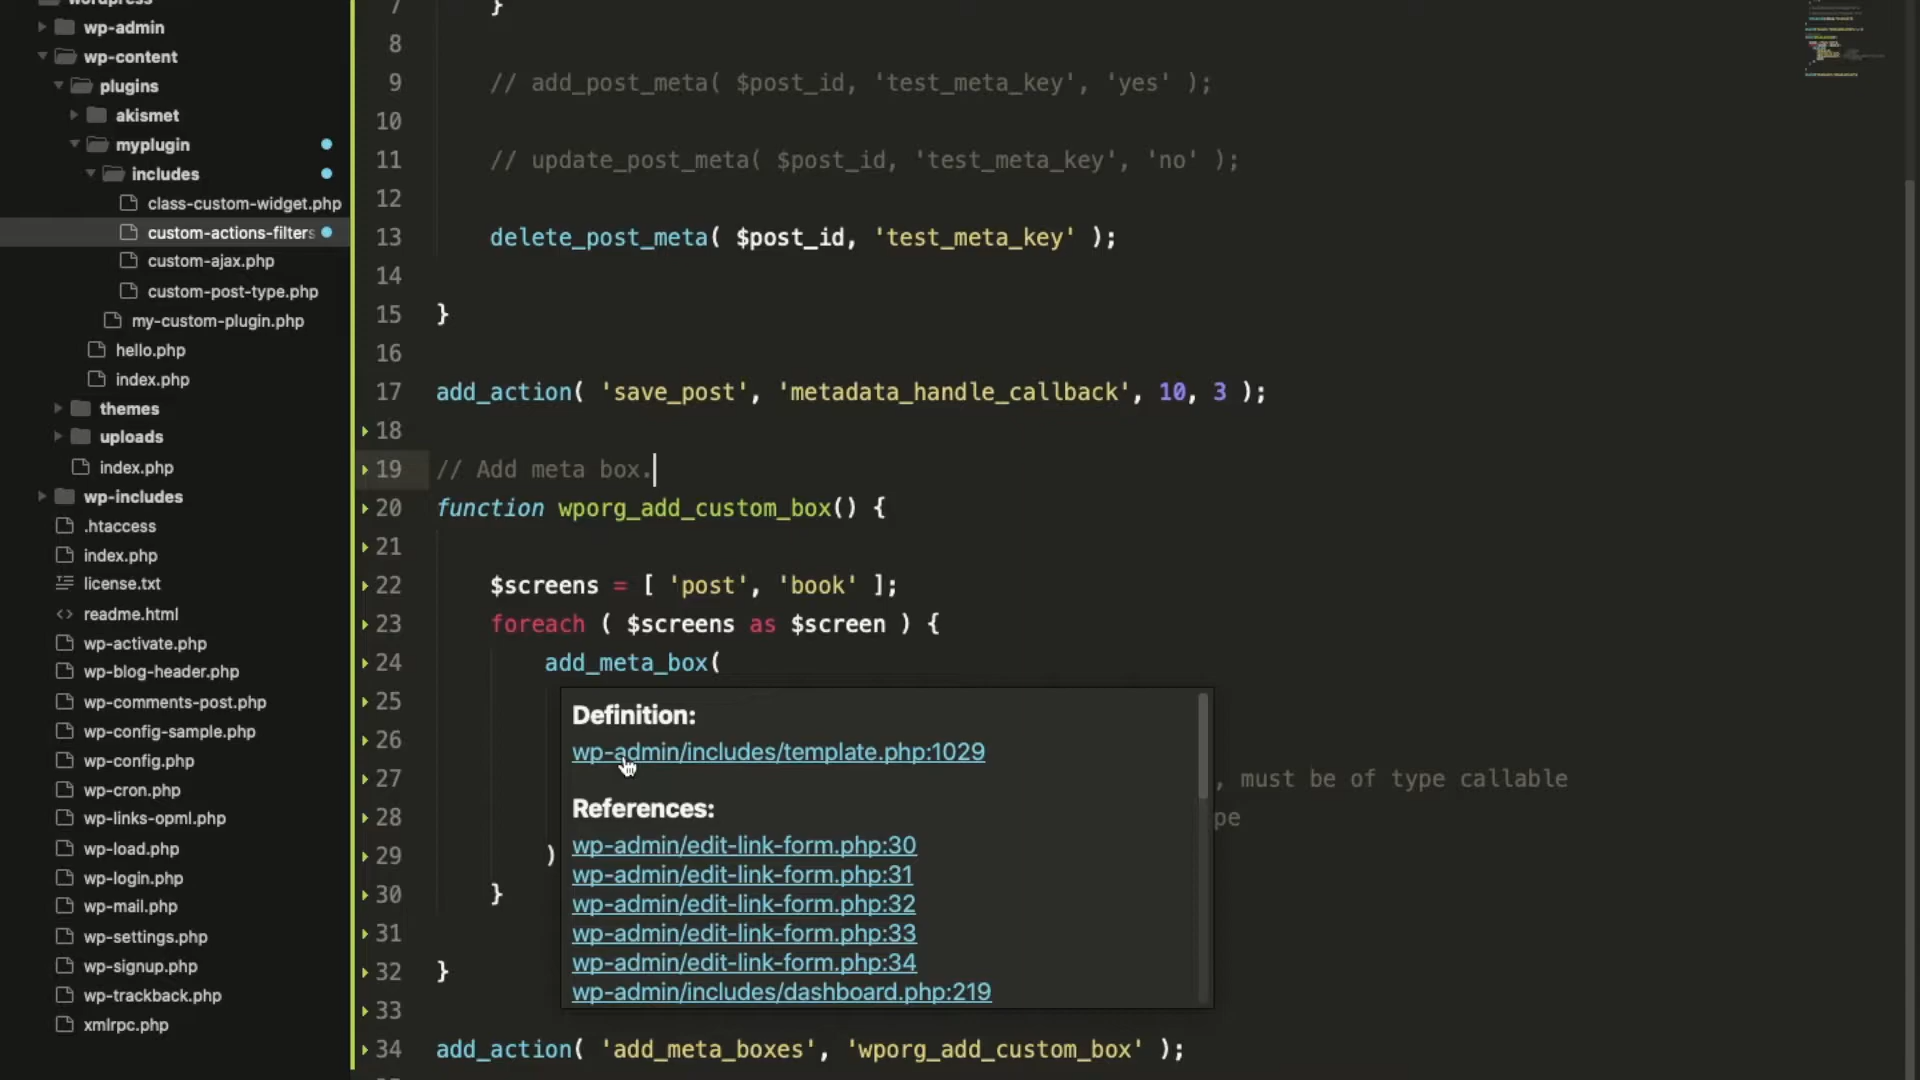 wordpress
wp-admin
wp-content
plugins
akismet
myplugin
includes
class-custom-widget.php
custom-actions-filters
custom-ajax.php
custom-post-type.php
my-custom-plugin.php
hello.php
index.php
themes
uploads
index.php
wp-includes
.htaccess
index.php
license.txt
<> readme.html
wp-activate.php
wp-blog-header.php
wp-comments-post.php
wp-config-sample.php
wp-config.php
wp-cron.php
wp-links-opml.php
wp-load.php
wp-login.php
wp-mail.php
wp-settings.php
wp-signup.php
wp-trackback.php
xmlrpc.php
7 }
8
9 // add_post_meta( $post_id, 'test_meta_key', 'yes' );
10
11 // update_post_meta( $post_id, 'test_meta_key', 'no' );
12
13 delete_post_meta( $post_id, 'test_meta_key' );
14
15 }
16
17 add_action( 'save_post', 'metadata_handle_callback', 10, 3 );
18
19 // Add meta box.
20 function wporg_add_custom_box() {
21
22 $screens = [ 'post', 'book' ];
23 foreach ( $screens as $screen ) {
24 add_meta_box(
25
26
27 , must be of type callable
28 pe
29 )
30 }
31
32 }
33
34 add_action( 'add_meta_boxes', 'wporg_add_custom_box' );
Definition:
wp-admin/includes/template.php:1029
References:
wp-admin/edit-link-form.php:30
wp-admin/edit-link-form.php:31
wp-admin/edit-link-form.php:32
wp-admin/edit-link-form.php:33
wp-admin/edit-link-form.php:34
wp-admin/includes/dashboard.php:219